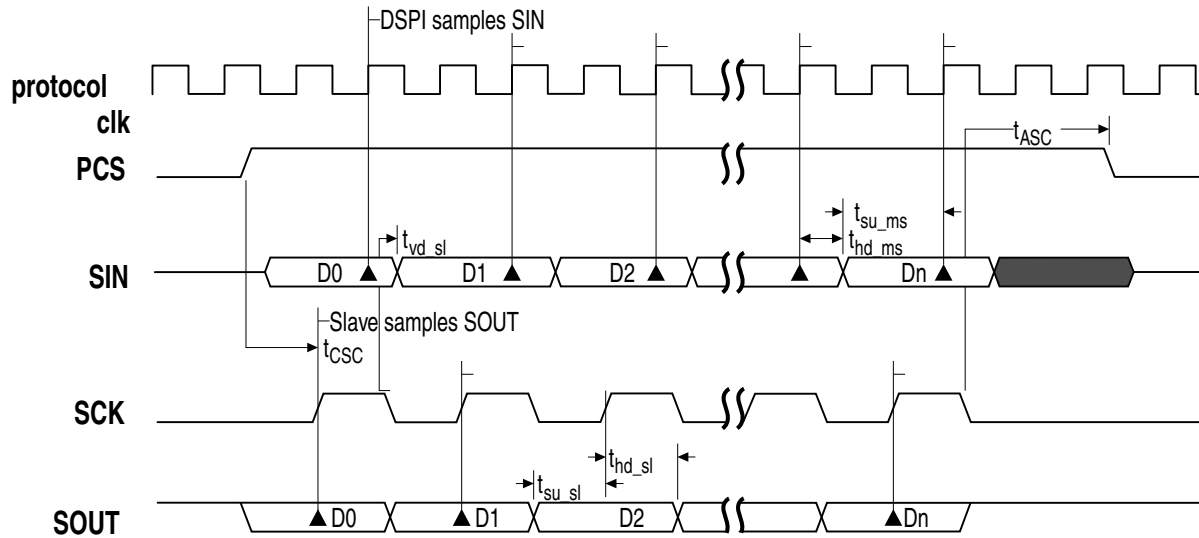 DSPI samples SIN
protocol
clk
t_ASC
PCS
t_su_ms
t_vd_sl
t_hd_ms
SIN
D0
D1
D2
Dn
Slave samples SOUT
t_CSC
SCK
t_hd_sl
t_su_sl
SOUT
D0
D1
D2
Dn